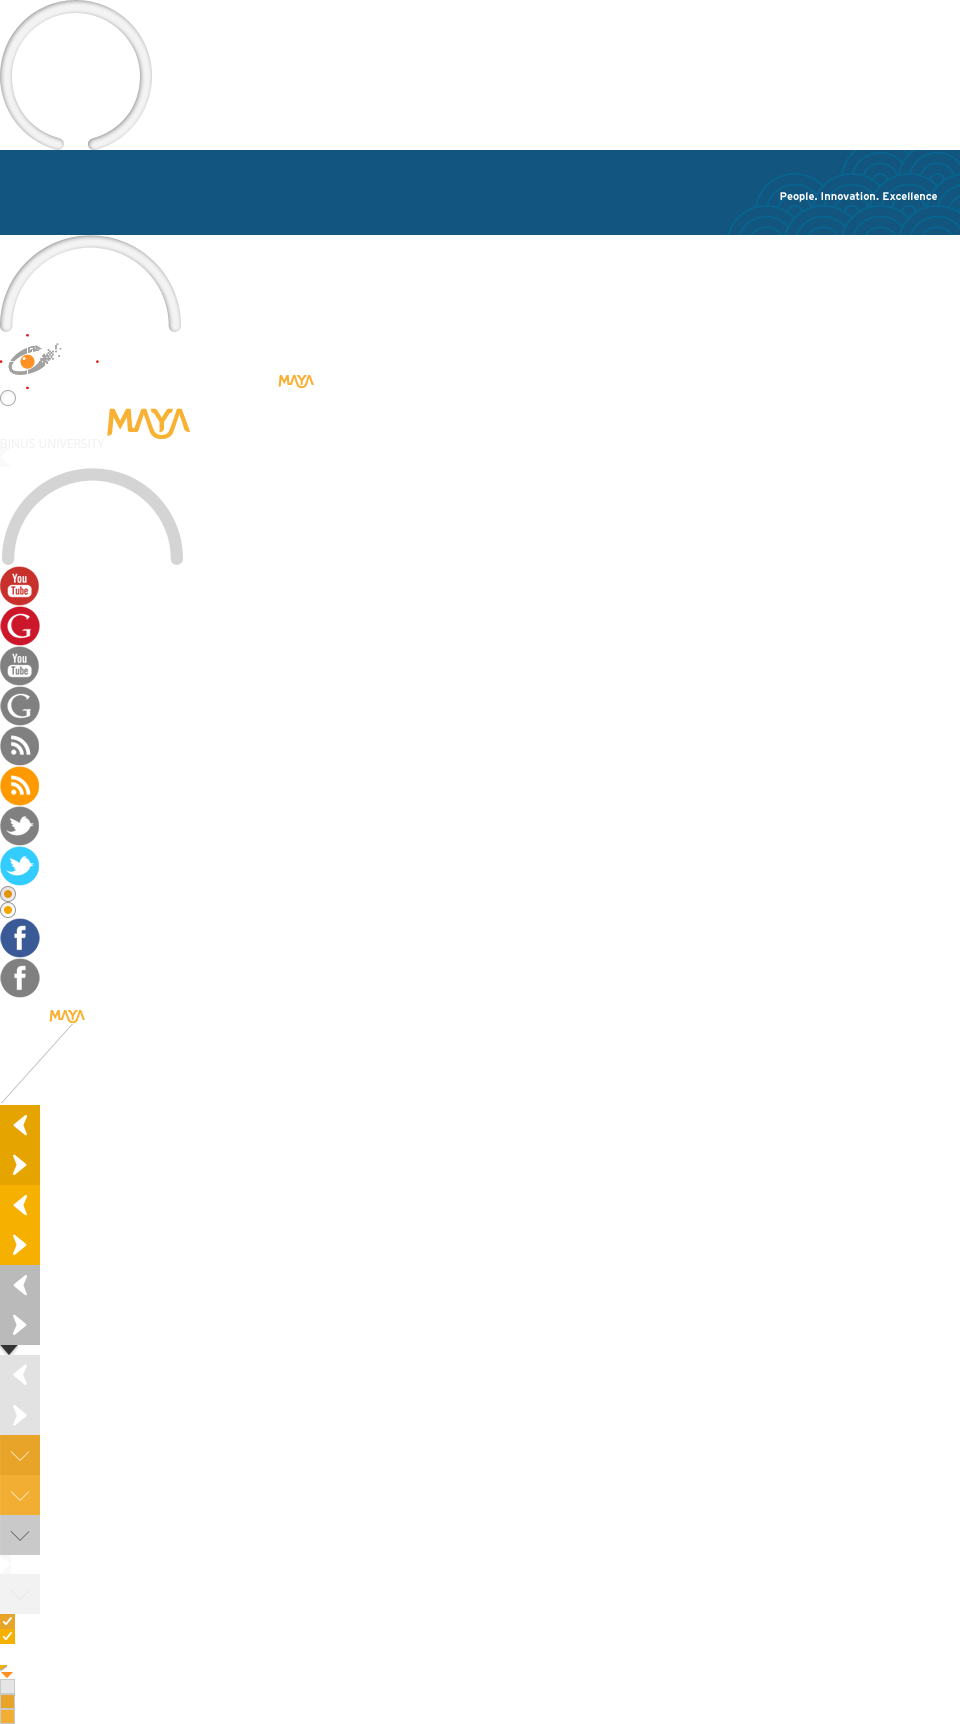 People. Innovation. Excellence
MAYA
MAYA
BINUS UNIVERSITY
You
Tube
G
You
Tube
G
f
f
MAYA